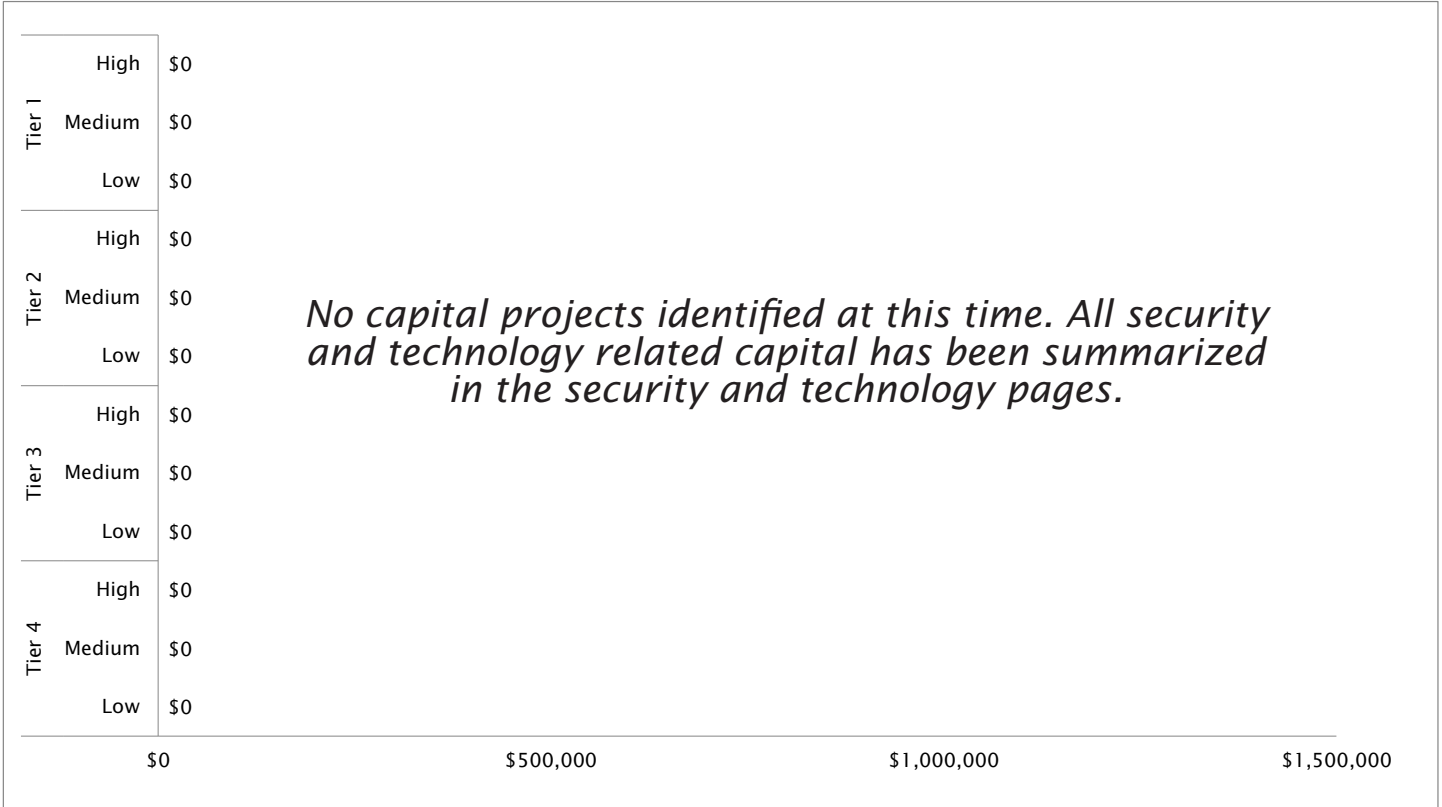 Tier 1
High $0
Medium $0
Low $0
Tier 2
High $0
Medium $0
Low $0
Tier 3
High $0
Medium $0
Low $0
Tier 4
High $0
Medium $0
Low $0
No capital projects identified at this time. All security
and technology related capital has been summarized
in the security and technology pages.
$0 $500,000 $1,000,000 $1,500,000